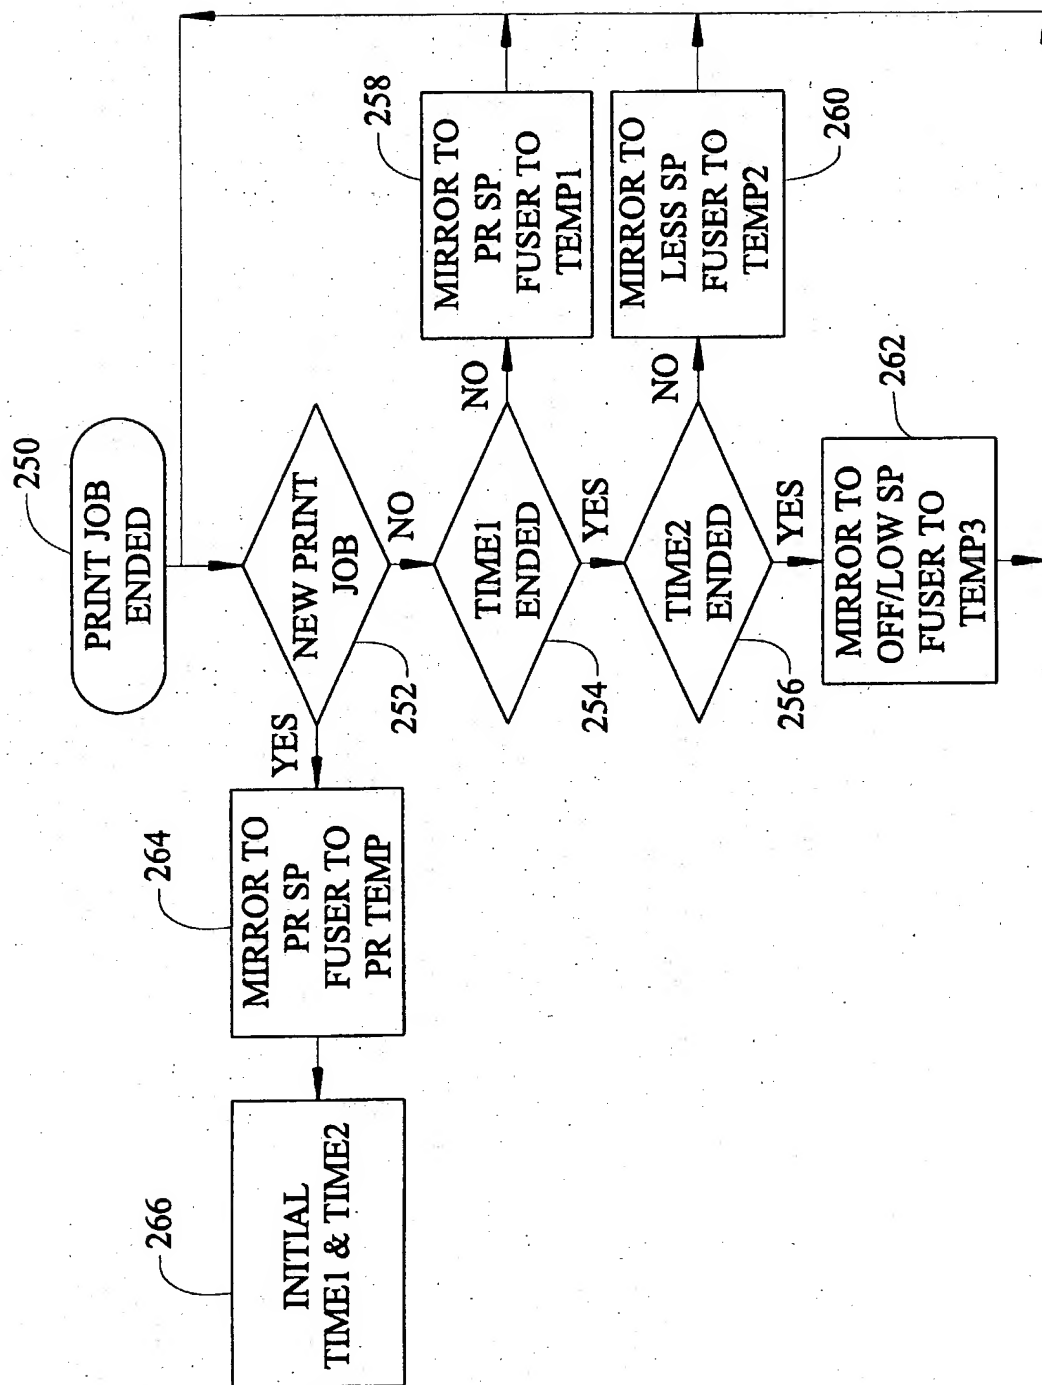 250
PRINT JOB
ENDED
NEW PRINT
JOB
252
YES
NO
264
MIRROR TO
PR SP
FUSER TO
PR TEMP
266
INITIAL
TIME1 & TIME2
TIME1
ENDED
254
NO
YES
258
MIRROR TO
PR SP
FUSER TO
TEMP1
TIME2
ENDED
256
NO
YES
260
MIRROR TO
LESS SP
FUSER TO
TEMP2
262
MIRROR TO
OFF/LOW SP
FUSER TO
TEMP3